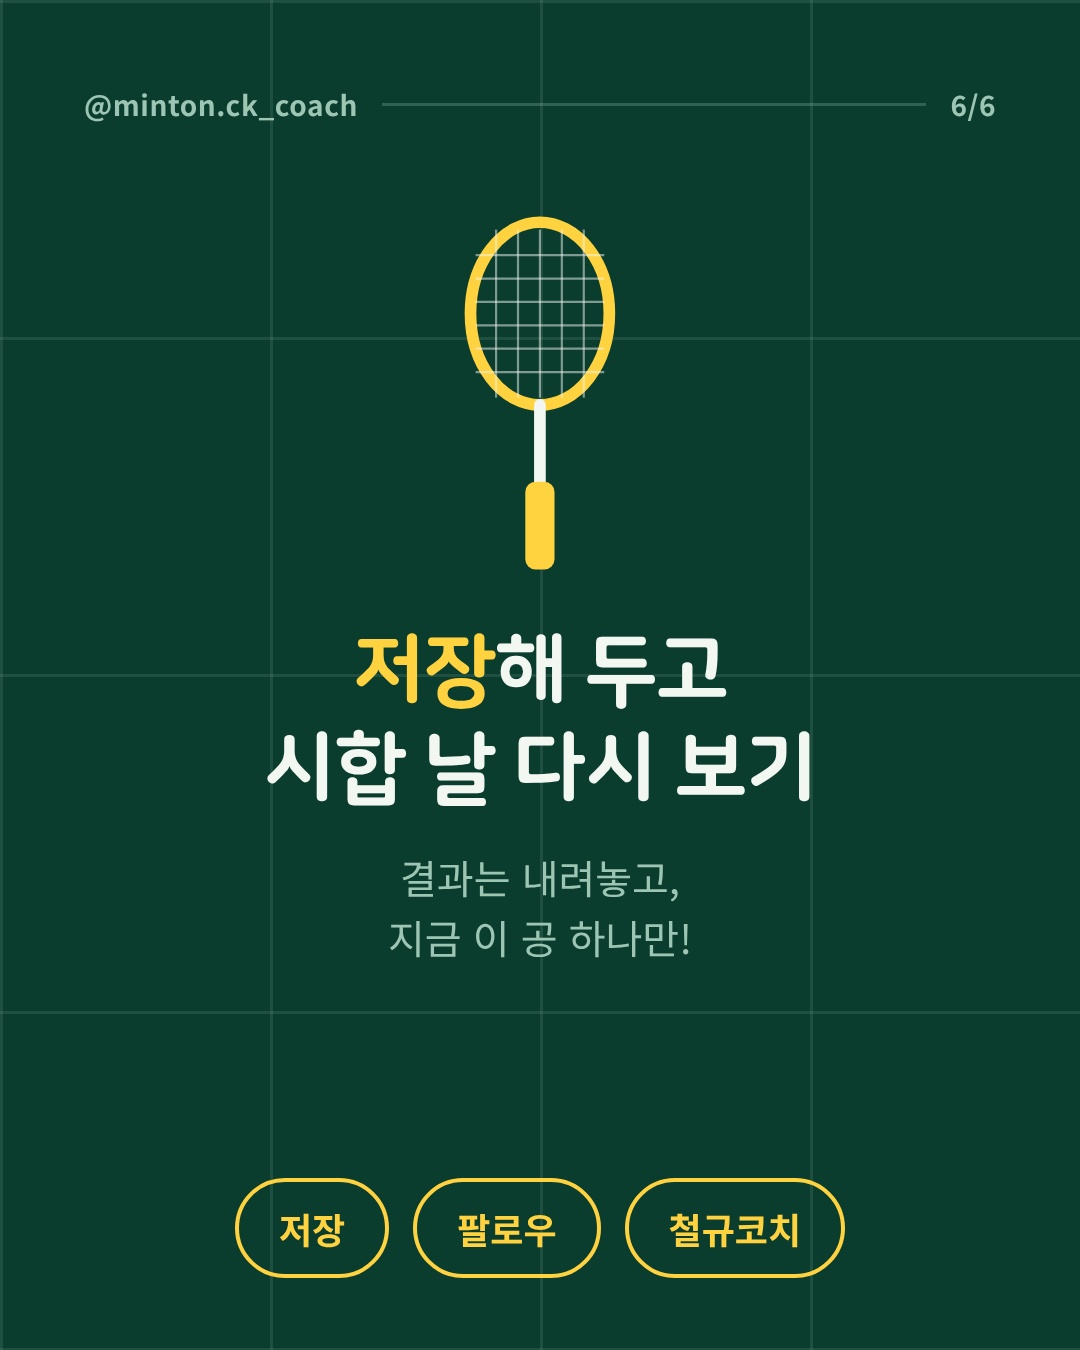 @minton.ck_coach 6/6
저장해 두고
시합 날 다시 보기
결과는 내려놓고,
지금 이 공 하나만!
저장 팔로우 철규코치